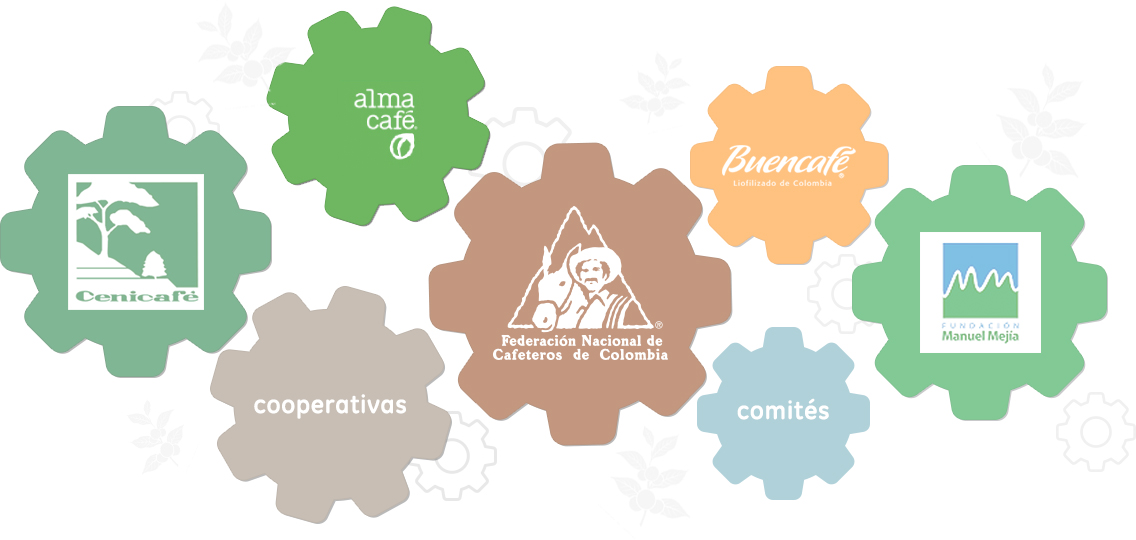 alma
café®
Buencafé®
Liofilizado de Colombia
Cenicafé
®
Federación Nacional de
Cafeteros de Colombia
FUNDACIÓN
Manuel Mejía
cooperativas
comités